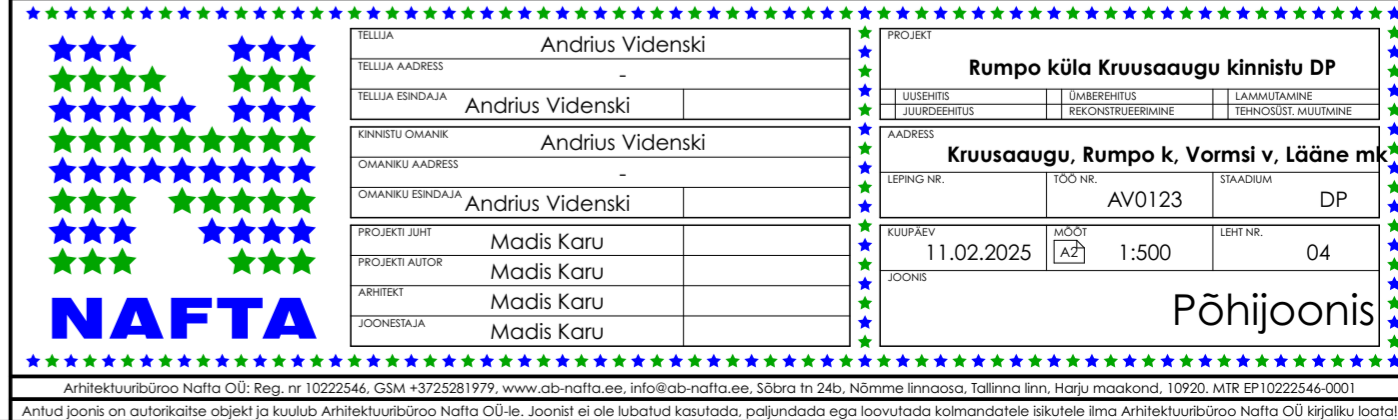 NAFTA
TELLIJA Andrius Videnski
TELLIJA AADRESS -
TELLIJA ESINDAJA Andrius Videnski
KINNISTU OMANIK Andrius Videnski
OMANIKU AADRESS -
OMANIKU ESINDAJA Andrius Videnski
PROJEKTI JUHT Madis Karu
PROJEKTI AUTOR Madis Karu
ARHITEKT Madis Karu
JOONESTAJA Madis Karu
PROJEKT
Rumpo küla Kruusaaugu kinnistu DP
UUSEHITIS ÜMBEREHITUS LAMMUTAMINE
JUURDEEHITUS REKONSTRUEERIMINE TEHNOSÜST. MUUTMINE
AADRESS
Kruusaaugu, Rumpo k, Vormsi v, Lääne mk
LEPING NR. TÖÖ NR. STAADIUM
AV0123 DP
KUUPÄEV MÕÕT LEHT NR.
11.02.2025 A2 1:500 04
JOONIS
Põhijoonis
Arhitektuuribüroo Nafta OÜ: Reg. nr 10222546, GSM +3725281979, www.ab-nafta.ee, info@ab-nafta.ee, Sõbra tn 24b, Nõmme linnaosa, Tallinna linn, Harju maakond, 10920. MTR EP10222546-0001
Antud joonis on autorikaitse objekt ja kuulub Arhitektuuribüroo Nafta OÜ-le. Joonist ei ole lubatud kasutada, paljundada ega loovutada kolmandatele isikutele ilma Arhitektuuribüroo Nafta OÜ kirjaliku loata.